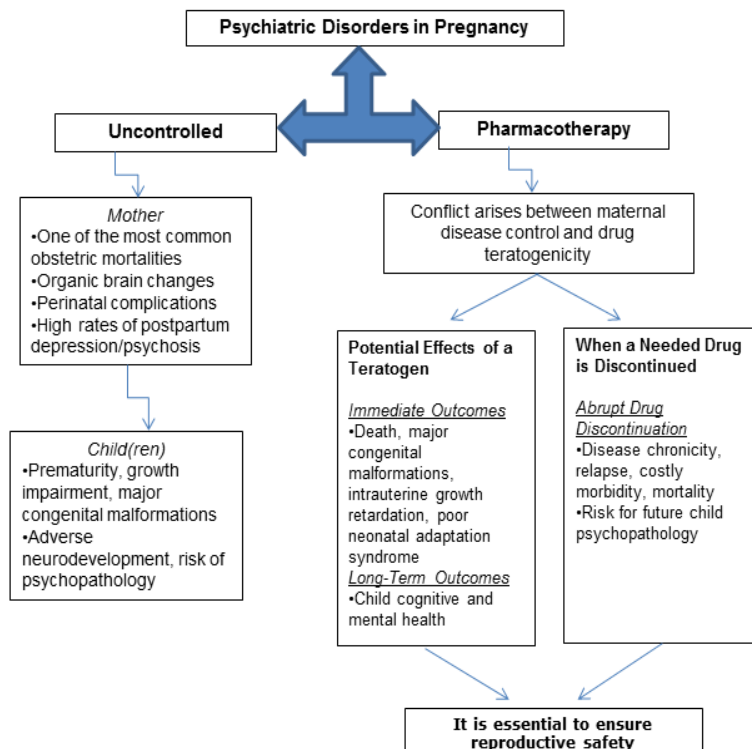 Psychiatric Disorders in Pregnancy
Uncontrolled
Pharmacotherapy
Mother
•One of the most common
obstetric mortalities
•Organic brain changes
•Perinatal complications
•High rates of postpartum
depression/psychosis
Conflict arises between maternal
disease control and drug
teratogenicity
Child(ren)
•Prematurity, growth
impairment, major
congenital malformations
•Adverse
neurodevelopment, risk of
psychopathology
Potential Effects of a
Teratogen
Immediate Outcomes
•Death, major
congenital
malformations,
intrauterine growth
retardation, poor
neonatal adaptation
syndrome
Long-Term Outcomes
•Child cognitive and
mental health
When a Needed Drug
is Discontinued
Abrupt Drug
Discontinuation
•Disease chronicity,
relapse, costly
morbidity, mortality
•Risk for future child
psychopathology
It is essential to ensure
reproductive safety